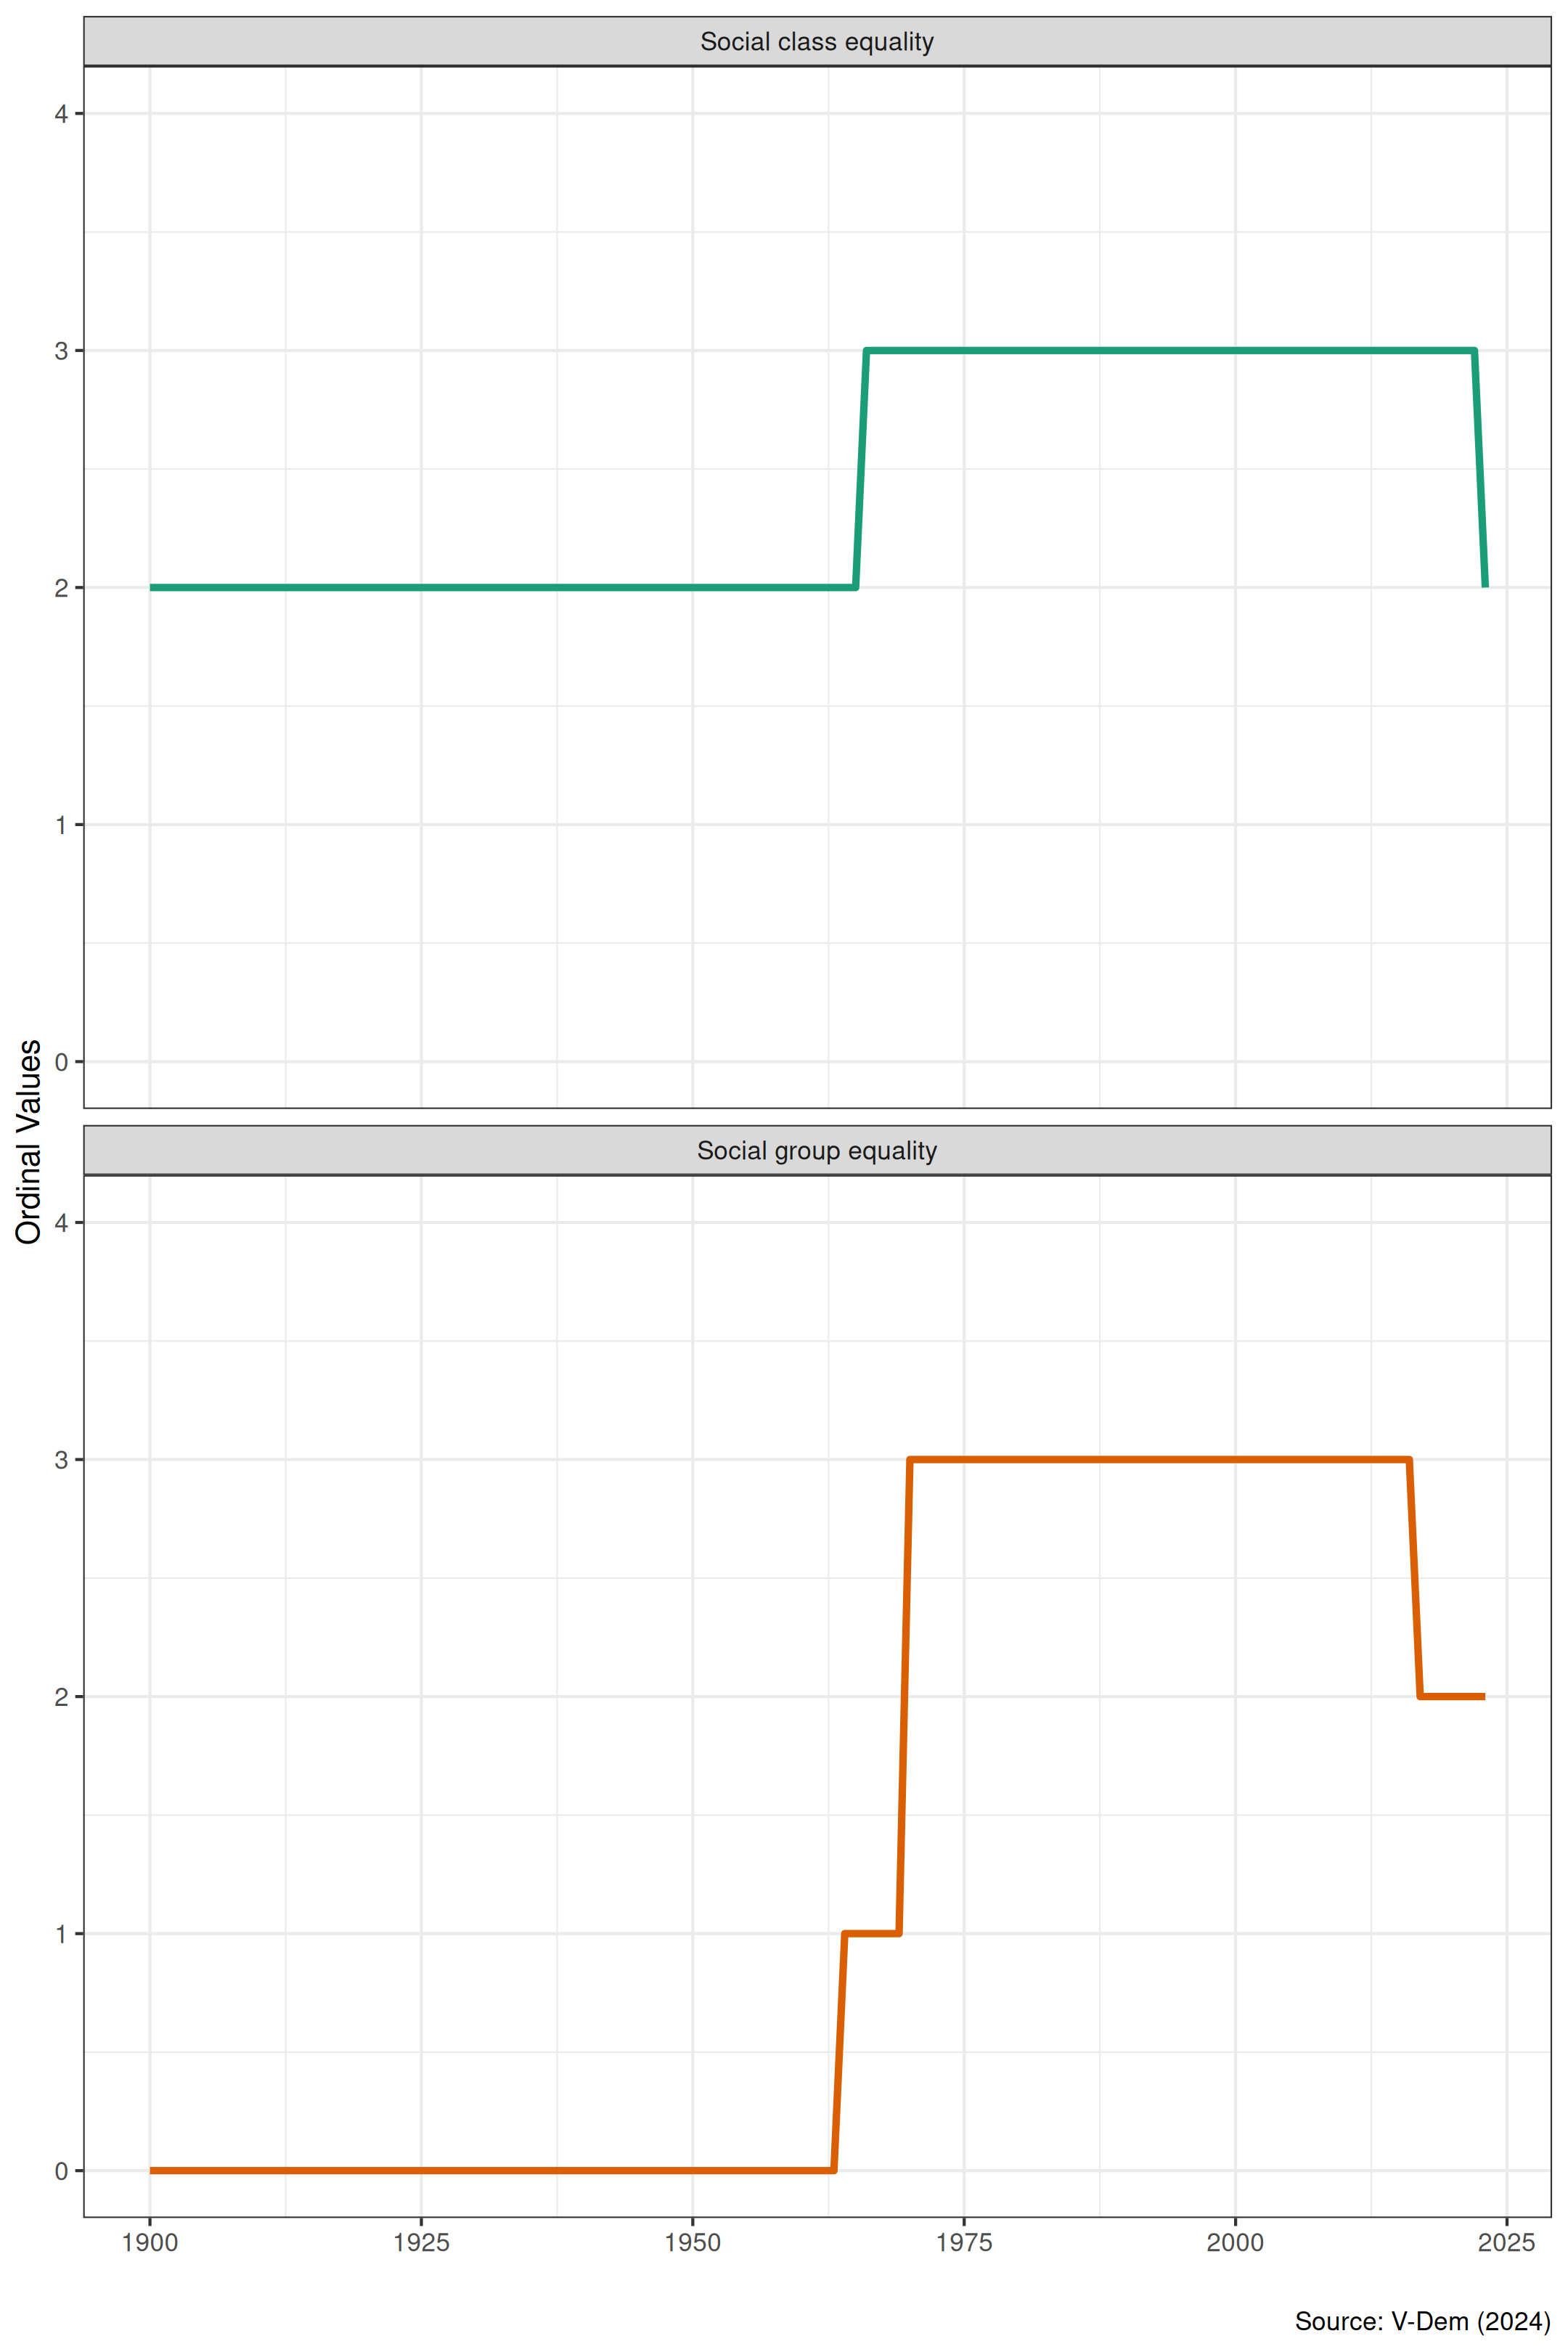 Social class equality
4
3
2
1
0
Ordinal Values
Social group equality
4
3
2
1
0
1900 1925 1950 1975 2000 2025
Source: V-Dem (2024)